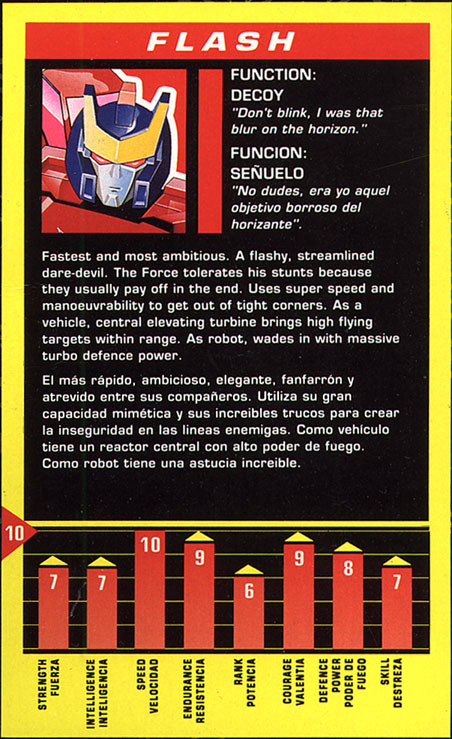 FLASH
FUNCTION:
DECOY
"Don't blink, I was that
blur on the horizon."
FUNCION:
SEÑUELO
"No dudes, era yo aquel
objetivo borroso del
horizante".
Fastest and most ambitious. A flashy, streamlined
dare-devil. The Force tolerates his stunts because
they usually pay off in the end. Uses super speed and
manoeuvrability to get out of tight corners. As a
vehicle, central elevating turbine brings high flying
targets within range. As robot, wades in with massive
turbo defence power.
El más rápido, ambicioso, elegante, fanfarrón y
atrevido entre sus compañeros. Utiliza su gran
capacidad mimética y sus increibles trucos para crear
la inseguridad en las lineas enemigas. Como vehículo
tiene un reactor central con alto poder de fuego.
Como robot tiene una astucia increible.
10
7
7
10
9
6
9
8
7
STRENGTH
FUERZA
INTELLIGENCE
INTELIGENCIA
SPEED
VELOCIDAD
ENDURANCE
RESISTENCIA
RANK
POTENCIA
COURAGE
VALENTIA
DEFENCE
POWER
PODER DE
FUEGO
SKILL
DESTREZA